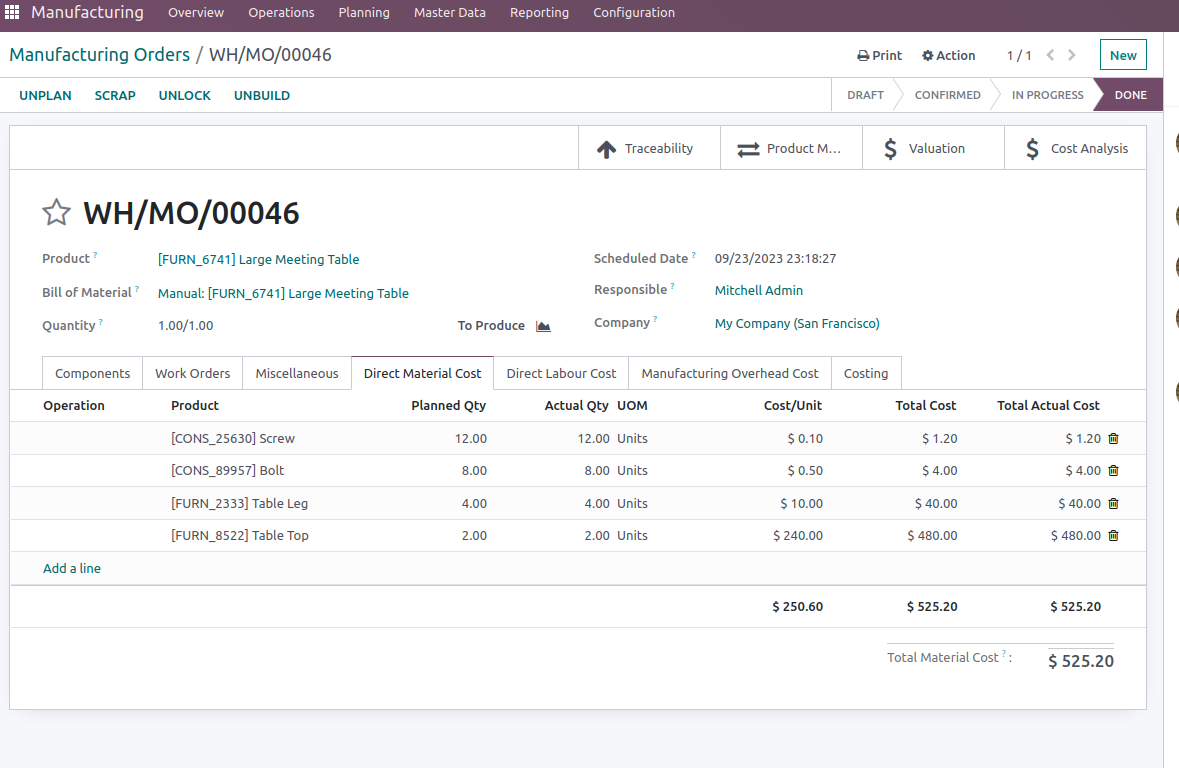 Manufacturing Overview Operations Planning Master Data Reporting Configuration
Manufacturing Orders / WH/MO/00046 Print Action 1 / 1 New
UNPLAN SCRAP UNLOCK UNBUILD DRAFT CONFIRMED IN PROGRESS DONE
Traceability Product M... $ Valuation $ Cost Analysis
WH/MO/00046
Product ? [FURN_6741] Large Meeting Table Scheduled Date ? 09/23/2023 23:18:27
Bill of Material ? Manual: [FURN_6741] Large Meeting Table Responsible ? Mitchell Admin
Quantity ? 1.00/1.00 To Produce Company ? My Company (San Francisco)
Components Work Orders Miscellaneous Direct Material Cost Direct Labour Cost Manufacturing Overhead Cost Costing
Operation Product Planned Qty Actual Qty UOM Cost/Unit Total Cost Total Actual Cost
[CONS_25630] Screw 12.00 12.00 Units $ 0.10 $ 1.20 $ 1.20
[CONS_89957] Bolt 8.00 8.00 Units $ 0.50 $ 4.00 $ 4.00
[FURN_2333] Table Leg 4.00 4.00 Units $ 10.00 $ 40.00 $ 40.00
[FURN_8522] Table Top 2.00 2.00 Units $ 240.00 $ 480.00 $ 480.00
Add a line
$ 250.60 $ 525.20 $ 525.20
Total Material Cost ? : $ 525.20